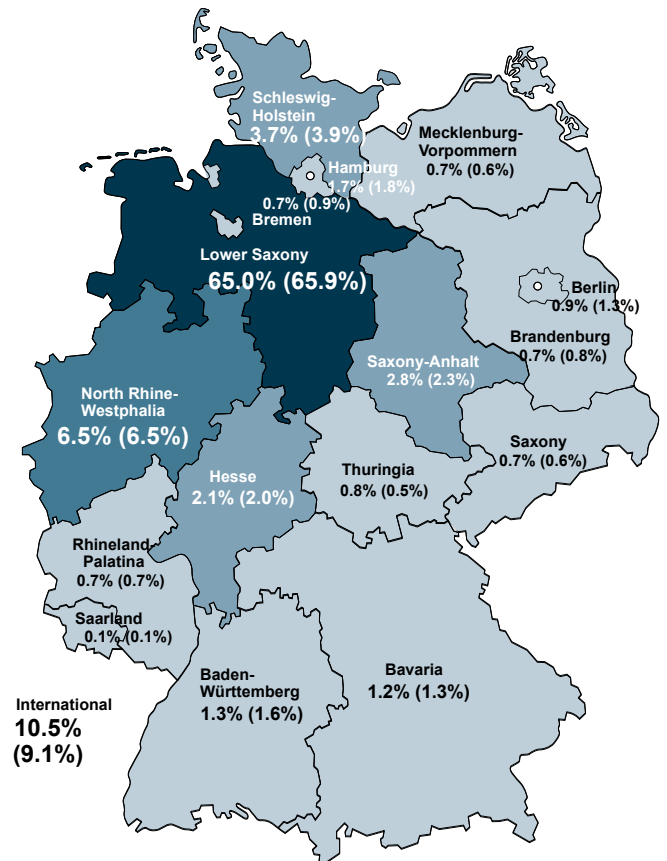 Schleswig-
Holstein
3.7% (3.9%)
Mecklenburg-
Vorpommern
0.7% (0.6%)
Hamburg
1.7% (1.8%)
0.7% (0.9%)
Bremen
Lower Saxony
65.0% (65.9%)
Berlin
0.9% (1.3%)
Brandenburg
0.7% (0.8%)
Saxony-Anhalt
2.8% (2.3%)
North Rhine-
Westphalia
6.5% (6.5%)
Saxony
0.7% (0.6%)
Hesse
2.1% (2.0%)
Thuringia
0.8% (0.5%)
Rhineland
Palatina
0.7% (0.7%)
Saarland
0.1% (0.1%)
Baden-
Württemberg
1.3% (1.6%)
Bavaria
1.2% (1.3%)
International
10.5%
(9.1%)